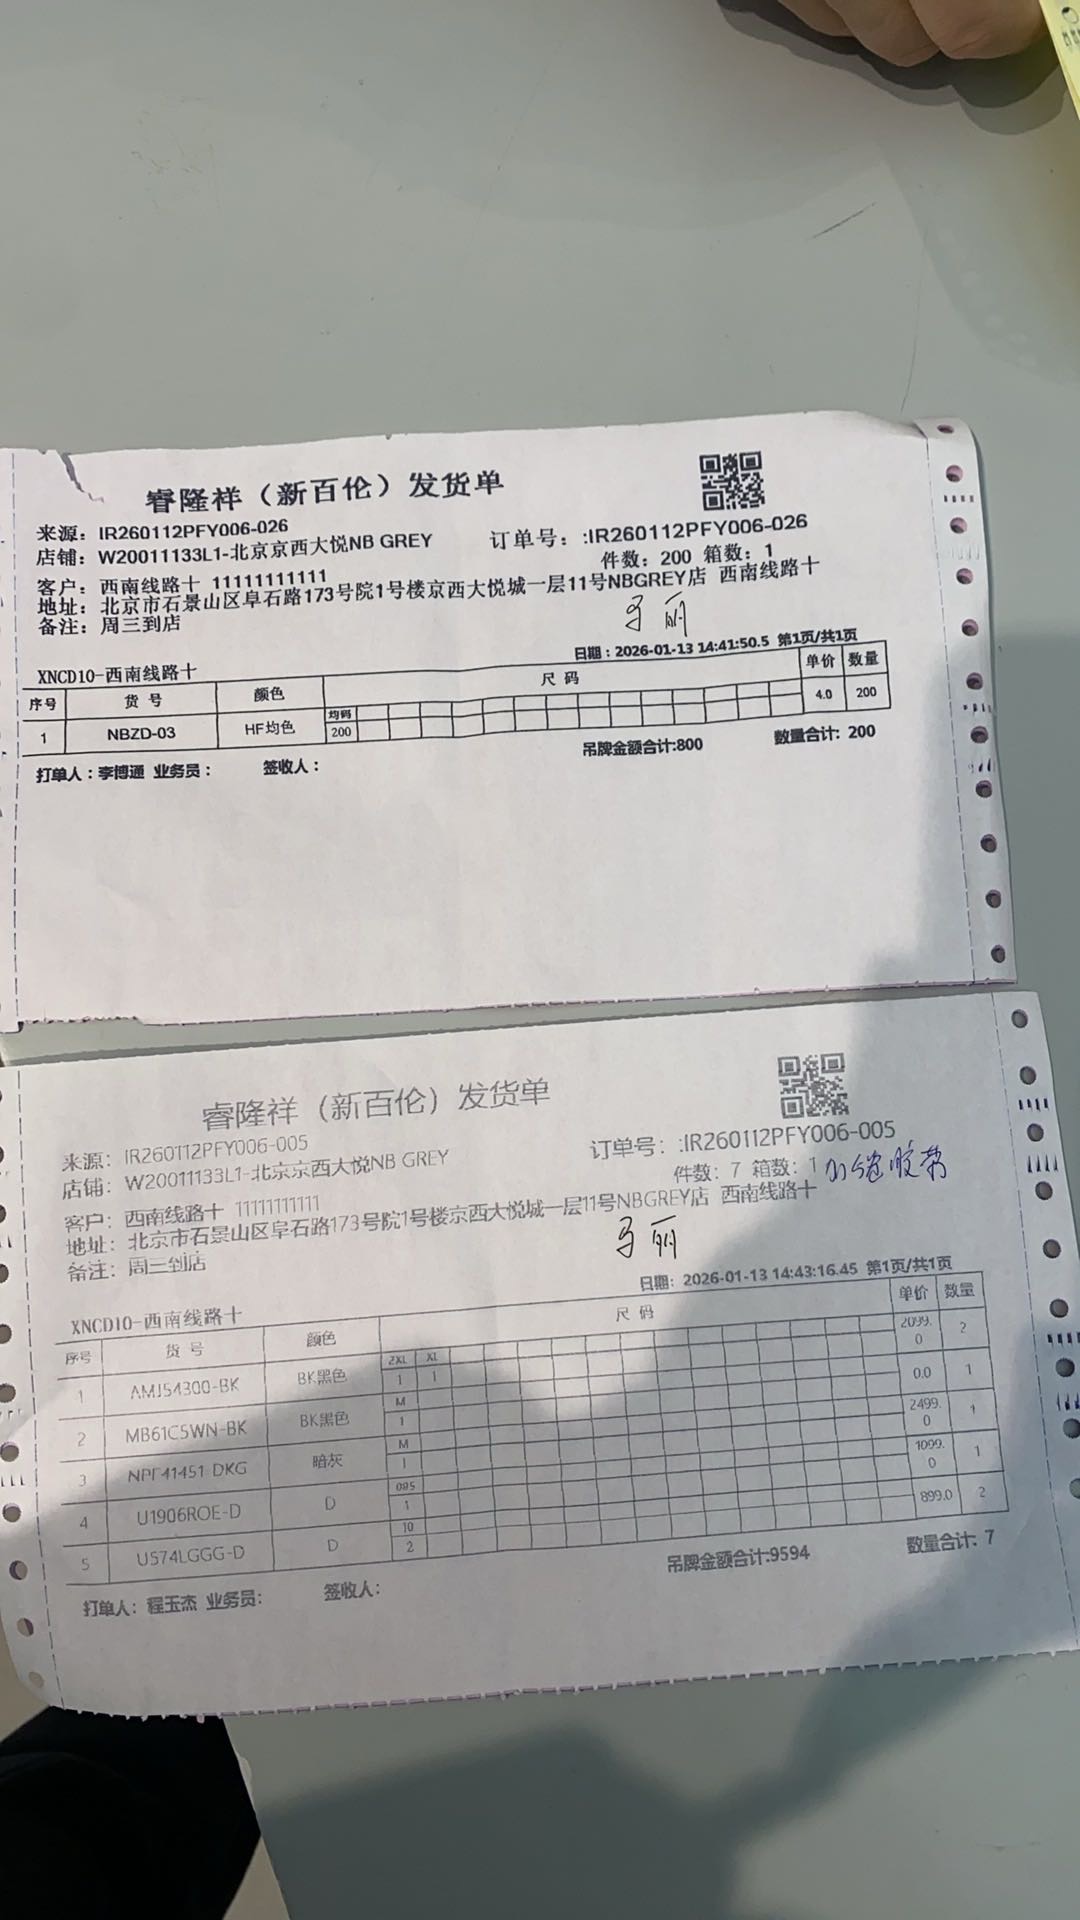 睿隆祥（新百伦）发货单
来源：IR260112PFY006-026
订单号：:IR260112PFY006-026
店铺：W20011133L1-北京京西大悦NB GREY
件数：200 箱数：1
客户：西南线路十 11111111111
地址：北京市石景山区阜石路173号院1号楼京西大悦城一层11号NBGREY店 西南线路十
备注：周三到店
日期：2026-01-13 14:41:50.5 第1页/共1页
XNCD10-西南线路十
序号 货号 颜色 尺码 单价 数量
均码
1 NBZD-03 HF均色 200 4.0 200
吊牌金额合计:800 数量合计: 200
打单人：李博通 业务员： 签收人：
睿隆祥（新百伦）发货单
来源：IR260112PFY006-005
订单号：:IR260112PFY006-005
店铺：W20011133L1-北京京西大悦NB GREY
件数：7 箱数：1
客户：西南线路十 11111111111
地址：北京市石景山区阜石路173号院1号楼京西大悦城一层11号NBGREY店 西南线路十
备注：周三到店
日期：2026-01-13 14:43:16.45 第1页/共1页
XNCD10-西南线路十
序号 货号 颜色 尺码 单价 数量
2XL XL
1 AMJ54300-BK BK黑色 1 1 2099.0 2
M
2 MB61C5WN-BK BK黑色 1 0.0 1
M
3 NPF41451 DKG 暗灰 1 2499.0 1
085
4 U1906ROE-D D 1 1099.0 1
10
5 U574LGGG-D D 2 899.0 2
吊牌金额合计:9594 数量合计: 7
打单人：程玉杰 业务员： 签收人：